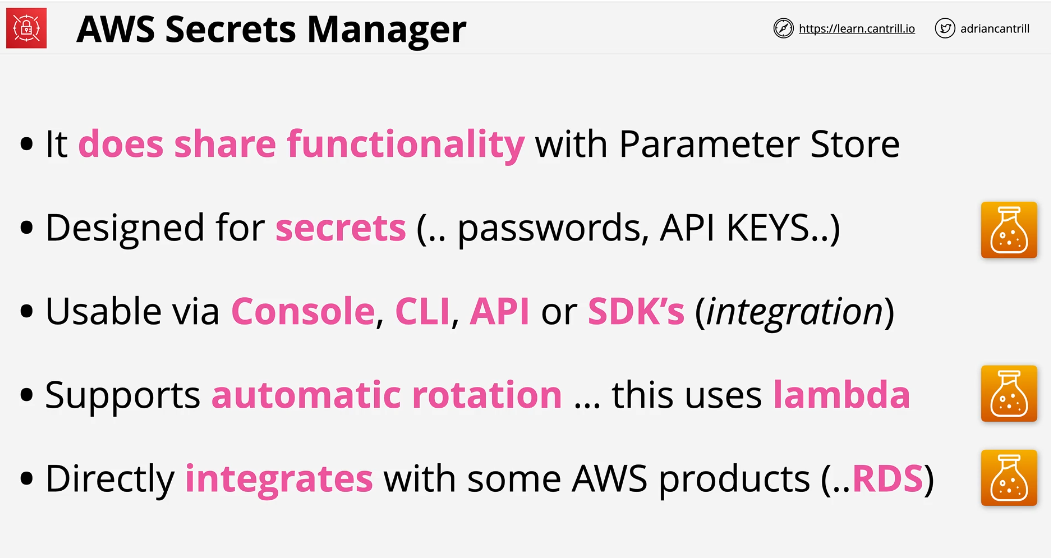 AWS Secrets Manager
https://learn.cantrill.io
adriancantrill
• It does share functionality with Parameter Store
• Designed for secrets (.. passwords, API KEYS..)
• Usable via Console, CLI, API or SDK’s (integration)
• Supports automatic rotation ... this uses lambda
• Directly integrates with some AWS products (..RDS)